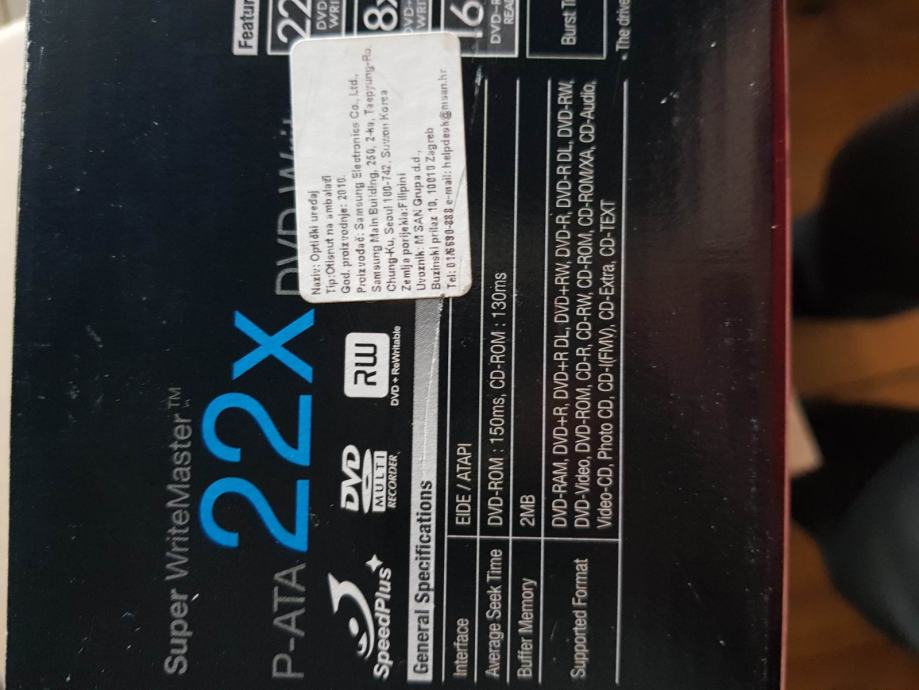 Super WriteMaster™
P-ATA 22X DVD Writ
SpeedPlus
DVD
MULTI
RECORDER
RW
DVD+ReWritable
General Specifications
Interface EIDE / ATAPI
Average Seek Time DVD-ROM : 150ms, CD-ROM : 130ms
Buffer Memory 2MB
Supported Format DVD-RAM, DVD+R, DVD+R DL, DVD+RW, DVD-R, DVD-R DL, DVD-RW,
DVD-Video, DVD-ROM, CD-R, CD-RW, CD-ROM, CD-ROM/XA, CD-Audio,
Video-CD, Photo CD, CD-I(FMV), CD-Extra, CD-TEXT
Naziv: Optički uređaj
Tip:Otisnut na ambalaži
God. proizvodnje: 2010.
Proizvođač: Samsung Electronics Co., Ltd.,
Samsung Main Building, 250, 2-ka, Taepyung-Ro,
Chung-Ku, Seoul 100-742, Suwon Korea
Zemlja porijekla:Filipini
Uvoznik: M SAN Grupa d.d.,
Buzinski prilaz 10, 10010 Zagreb
Tel: 01/6690-888 e-mail: helpdesk@msan.hr
Featur
22
DVD
WRI
8x
DVD+
WRIT
16
DVD-R
READ
Burst T
The drive